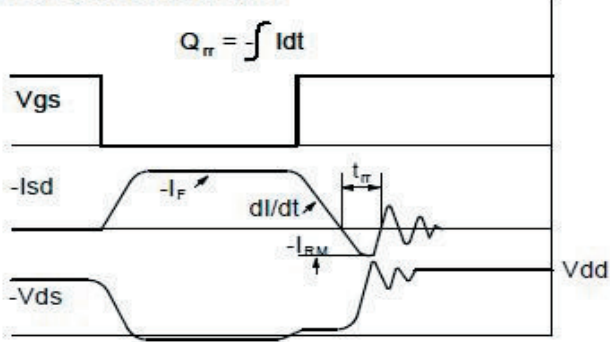 Qrr = -∫ Idt
Vgs
trr
-Isd
-IF
dI/dt
-IRM
Vdd
-Vds